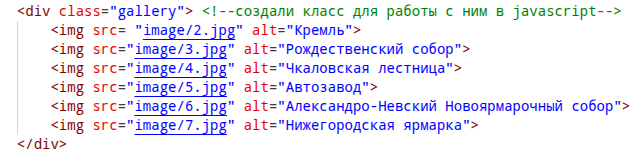 <div class="gallery"> <!--создали класс для работы с ним в javascript-->
<img src= "image/2.jpg" alt="Кремль">
<img src="image/3.jpg" alt="Рождественский собор">
<img src="image/4.jpg" alt="Чкаловская лестница">
<img src="image/5.jpg" alt="Автозавод">
<img src="image/6.jpg" alt="Александро-Невский Новоярмарочный собор">
<img src="image/7.jpg" alt="Нижегородская ярмарка">
</div>